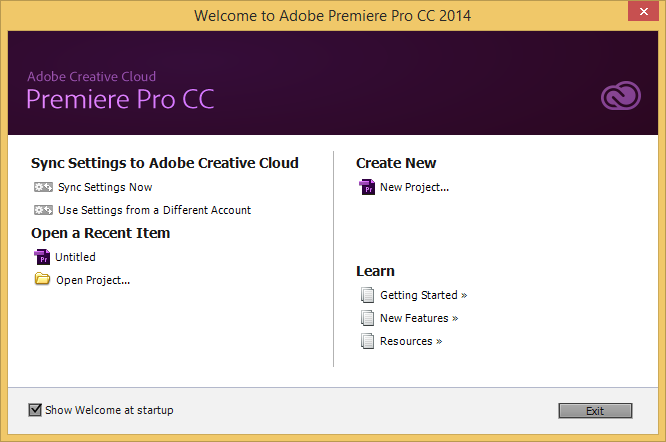 Welcome to Adobe Premiere Pro CC 2014
Adobe Creative Cloud
Premiere Pro CC
Sync Settings to Adobe Creative Cloud
Sync Settings Now
Use Settings from a Different Account
Open a Recent Item
Pr Untitled
Open Project...
Create New
Pr New Project...
Learn
Getting Started »
New Features »
Resources »
Show Welcome at startup
Exit